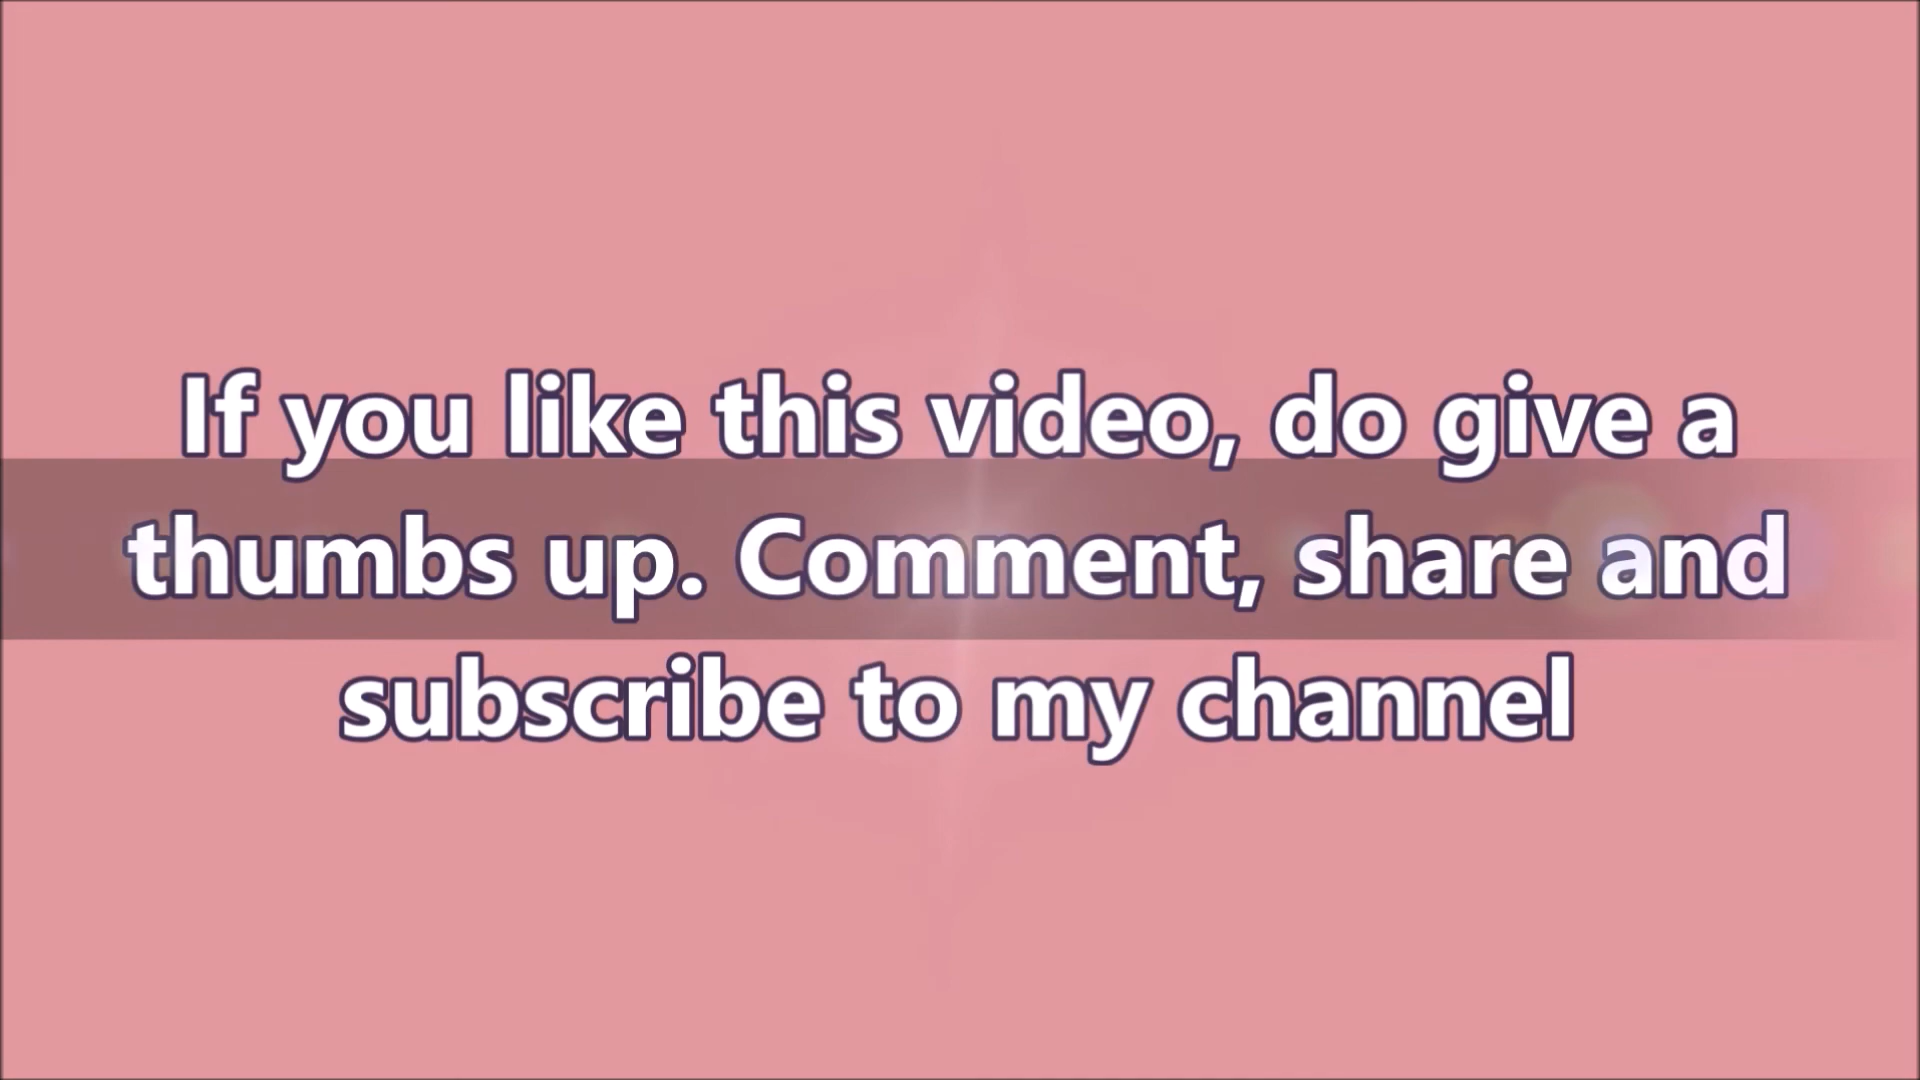 If you like this video, do give a
thumbs up. Comment, share and
subscribe to my channel